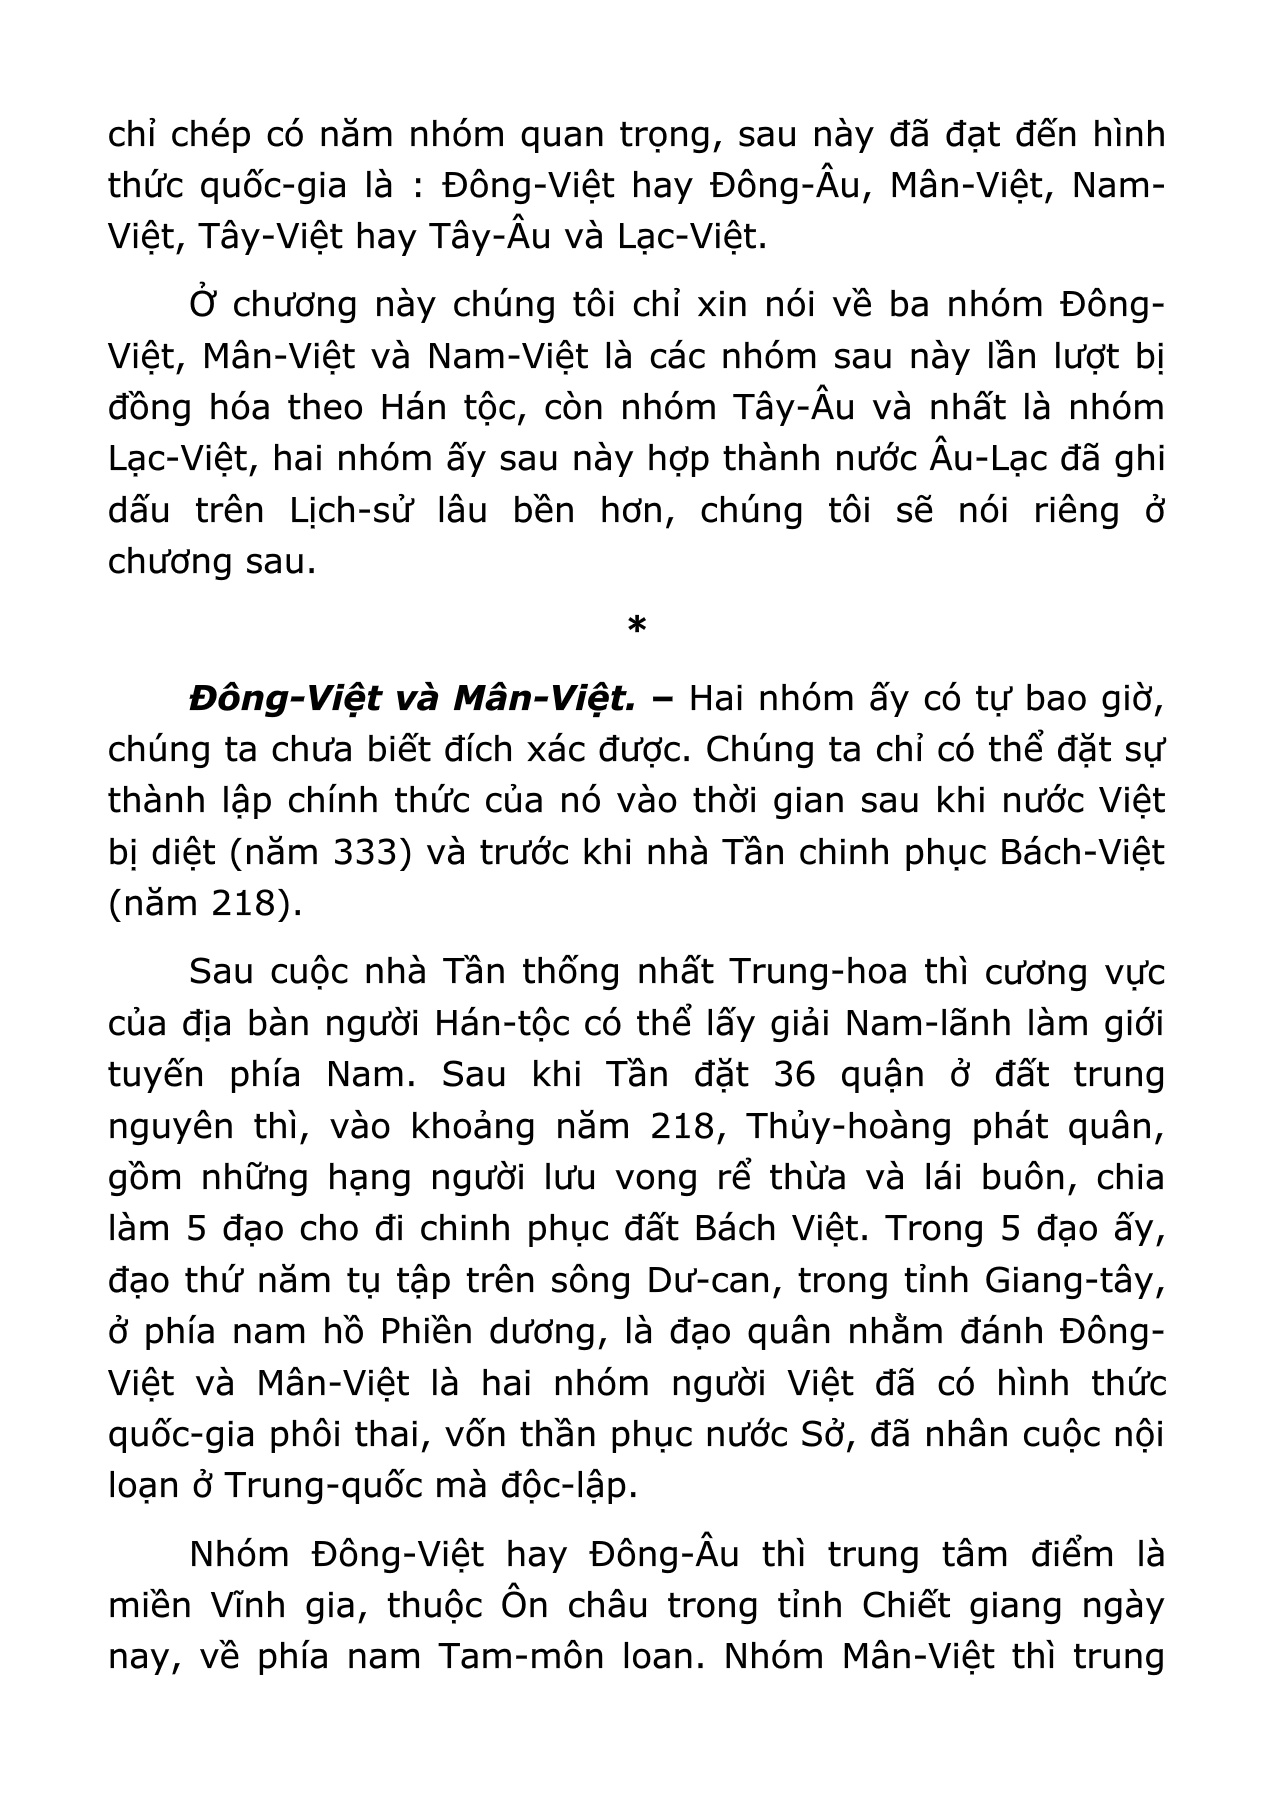 chỉ chép có năm nhóm quan trọng, sau này đã đạt đến hình
thức quốc-gia là : Đông-Việt hay Đông-Âu, Mân-Việt, Nam-
Việt, Tây-Việt hay Tây-Âu và Lạc-Việt.
Ở chương này chúng tôi chỉ xin nói về ba nhóm Đông-
Việt, Mân-Việt và Nam-Việt là các nhóm sau này lần lượt bị
đồng hóa theo Hán tộc, còn nhóm Tây-Âu và nhất là nhóm
Lạc-Việt, hai nhóm ấy sau này hợp thành nước Âu-Lạc đã ghi
dấu trên Lịch-sử lâu bền hơn, chúng tôi sẽ nói riêng ở
chương sau.
*
Đông-Việt và Mân-Việt. – Hai nhóm ấy có tự bao giờ,
chúng ta chưa biết đích xác được. Chúng ta chỉ có thể đặt sự
thành lập chính thức của nó vào thời gian sau khi nước Việt
bị diệt (năm 333) và trước khi nhà Tần chinh phục Bách-Việt
(năm 218).
Sau cuộc nhà Tần thống nhất Trung-hoa thì cương vực
của địa bàn người Hán-tộc có thể lấy giải Nam-lãnh làm giới
tuyến phía Nam. Sau khi Tần đặt 36 quận ở đất trung
nguyên thì, vào khoảng năm 218, Thủy-hoàng phát quân,
gồm những hạng người lưu vong rể thừa và lái buôn, chia
làm 5 đạo cho đi chinh phục đất Bách Việt. Trong 5 đạo ấy,
đạo thứ năm tụ tập trên sông Dư-can, trong tỉnh Giang-tây,
ở phía nam hồ Phiền dương, là đạo quân nhằm đánh Đông-
Việt và Mân-Việt là hai nhóm người Việt đã có hình thức
quốc-gia phôi thai, vốn thần phục nước Sở, đã nhân cuộc nội
loạn ở Trung-quốc mà độc-lập.
Nhóm Đông-Việt hay Đông-Âu thì trung tâm điểm là
miền Vĩnh gia, thuộc Ôn châu trong tỉnh Chiết giang ngày
nay, về phía nam Tam-môn loan. Nhóm Mân-Việt thì trung